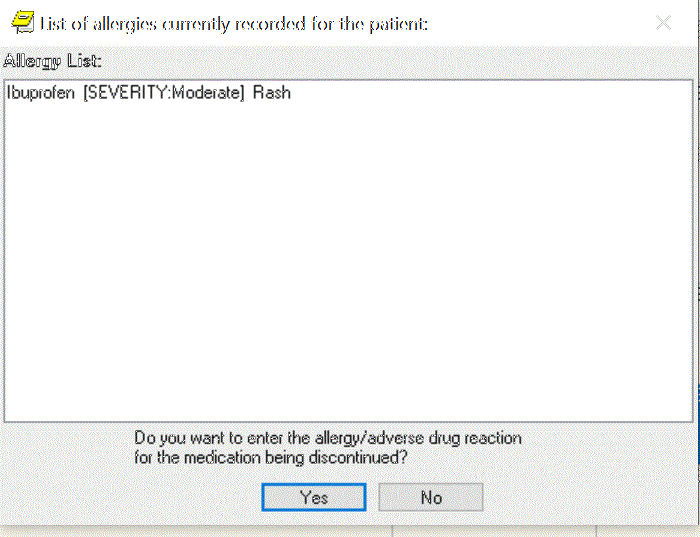 List of allergies currently recorded for the patient:
Allergy List:
Ibuprofen [SEVERITY:Moderate] Rash
Do you want to enter the allergy/adverse drug reaction
for the medication being discontinued?
Yes No